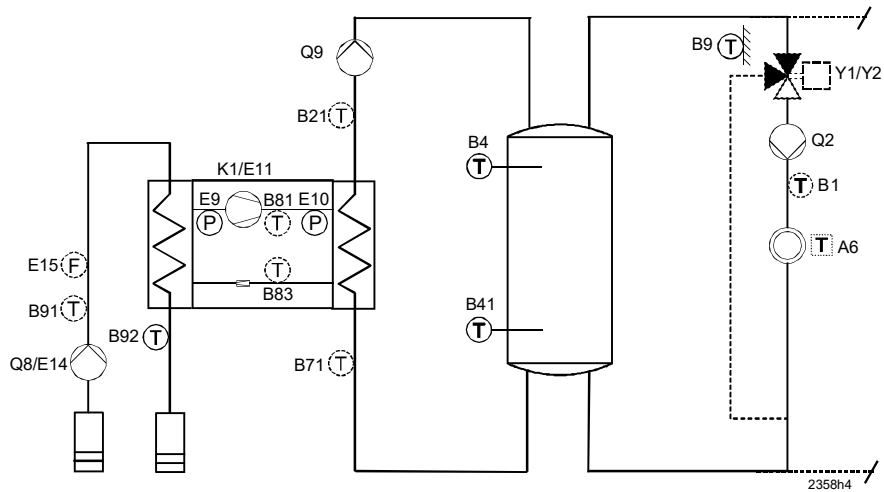 Q9
B9 T
Y1/Y2
B21 T
B4
T
Q2
K1/E11
T B1
E9 B81 E10
P T P
T A6
E15 F
T
B83
B91 T
B41
T
B92 T
B71 T
Q8/E14
2358h4